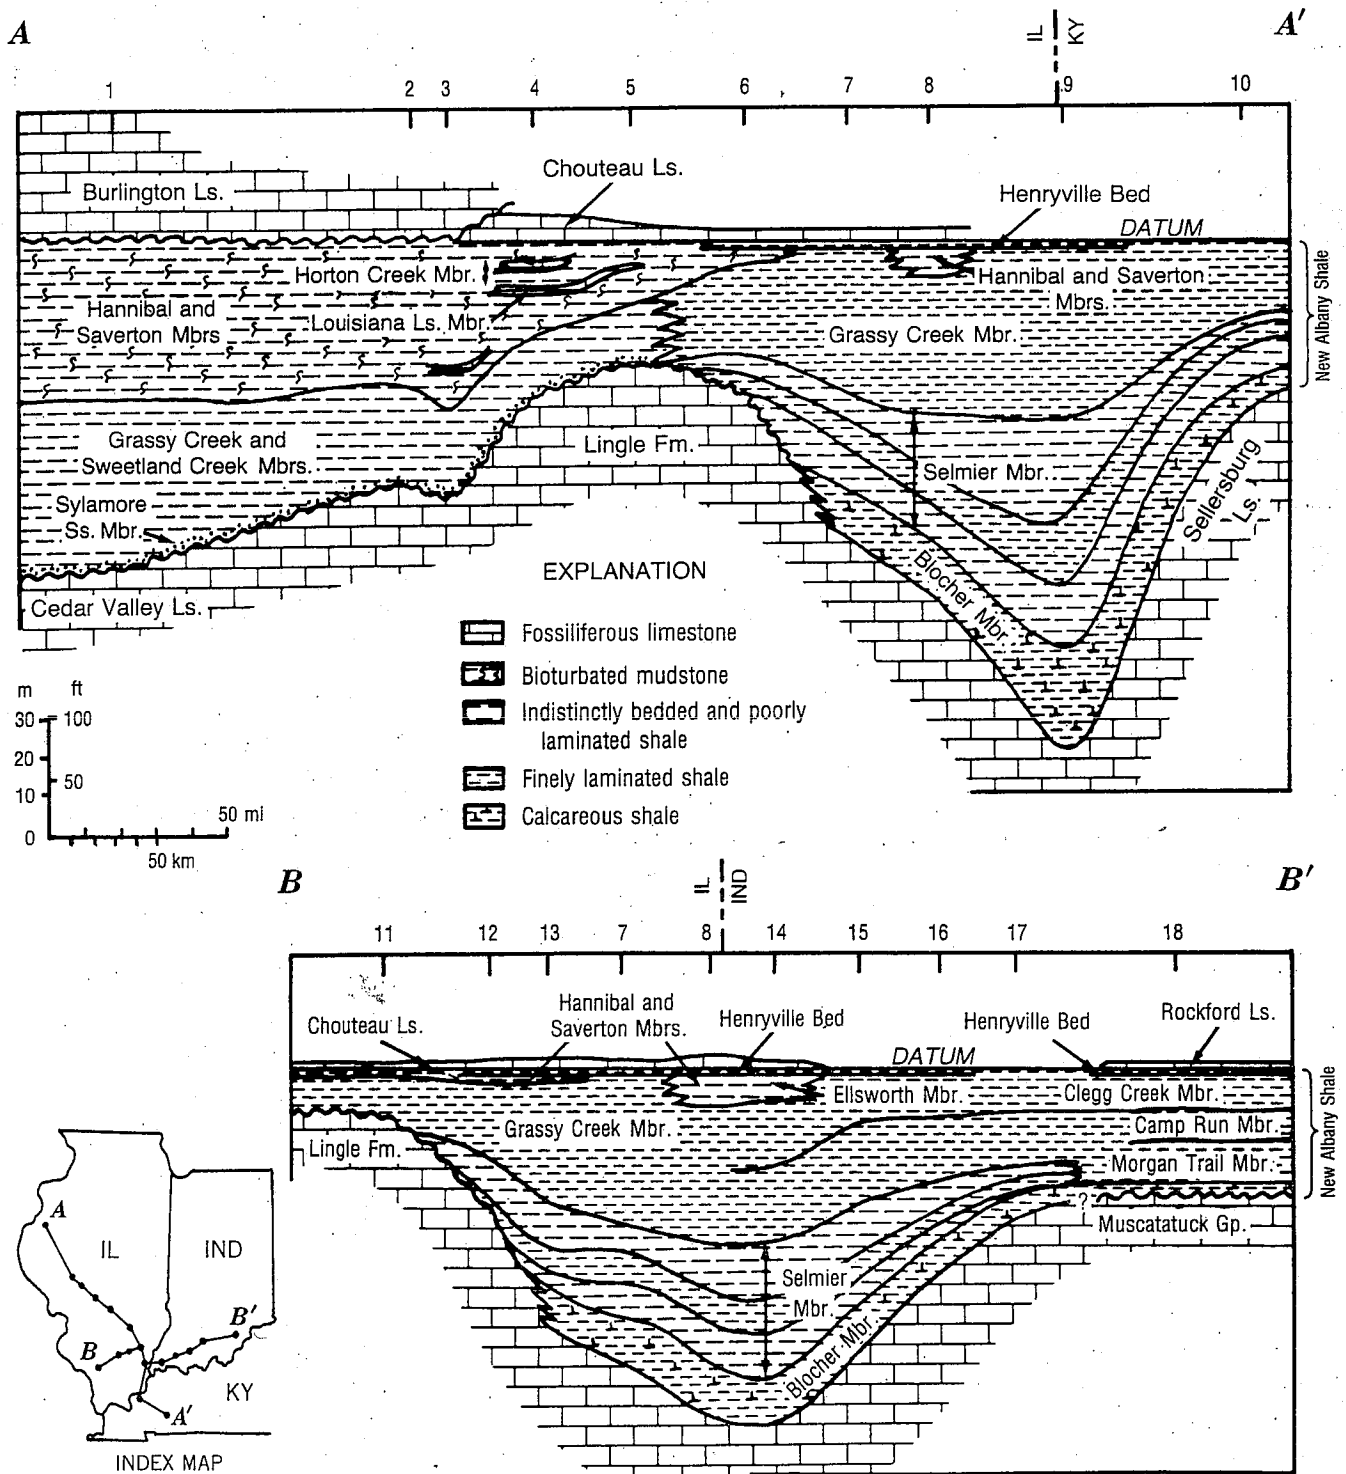 A
A'
IL
KY
1 2 3 4 5 6 7 8 9 10
Burlington Ls.
Chouteau Ls.
Henryville Bed
DATUM
Horton Creek Mbr.
Hannibal and
Saverton Mbrs
Louisiana Ls. Mbr.
Hannibal and Saverton
Mbrs.
Grassy Creek Mbr.
New Albany Shale
Grassy Creek and
Sweetland Creek Mbrs.
Lingle Fm.
Selmier Mbr.
Sellersburg
Ls.
Sylamore
Ss. Mbr.
Blocher Mbr.
Cedar Valley Ls.
EXPLANATION
Fossiliferous limestone
Bioturbated mudstone
Indistinctly bedded and poorly
laminated shale
Finely laminated shale
Calcareous shale
m ft
30 100
20
50
10
0
50 mi
50 km
B
B'
IL
IND
11 12 13 7 8 14 15 16 17 18
Chouteau Ls.
Hannibal and
Saverton Mbrs.
Henryville Bed
DATUM
Henryville Bed
Rockford Ls.
Ellsworth Mbr.
Clegg Creek Mbr.
Grassy Creek Mbr.
Camp Run Mbr.
Lingle Fm.
Morgan Trail Mbr.
New Albany Shale
?
Muscatatuck Gp.
Selmier
Mbr.
Blocher Mbr.
A
IL
IND
B
B'
KY
A'
INDEX MAP